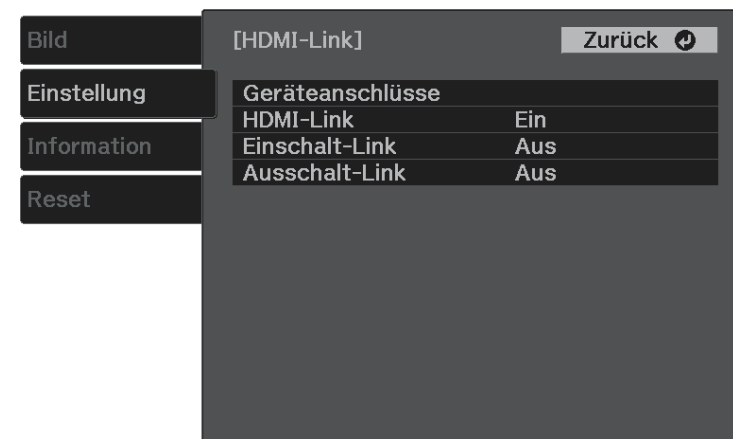 Bild
Einstellung
Information
Reset
[HDMI-Link]
Zurück
Geräteanschlüsse
HDMI-Link Ein
Einschalt-Link Aus
Ausschalt-Link Aus